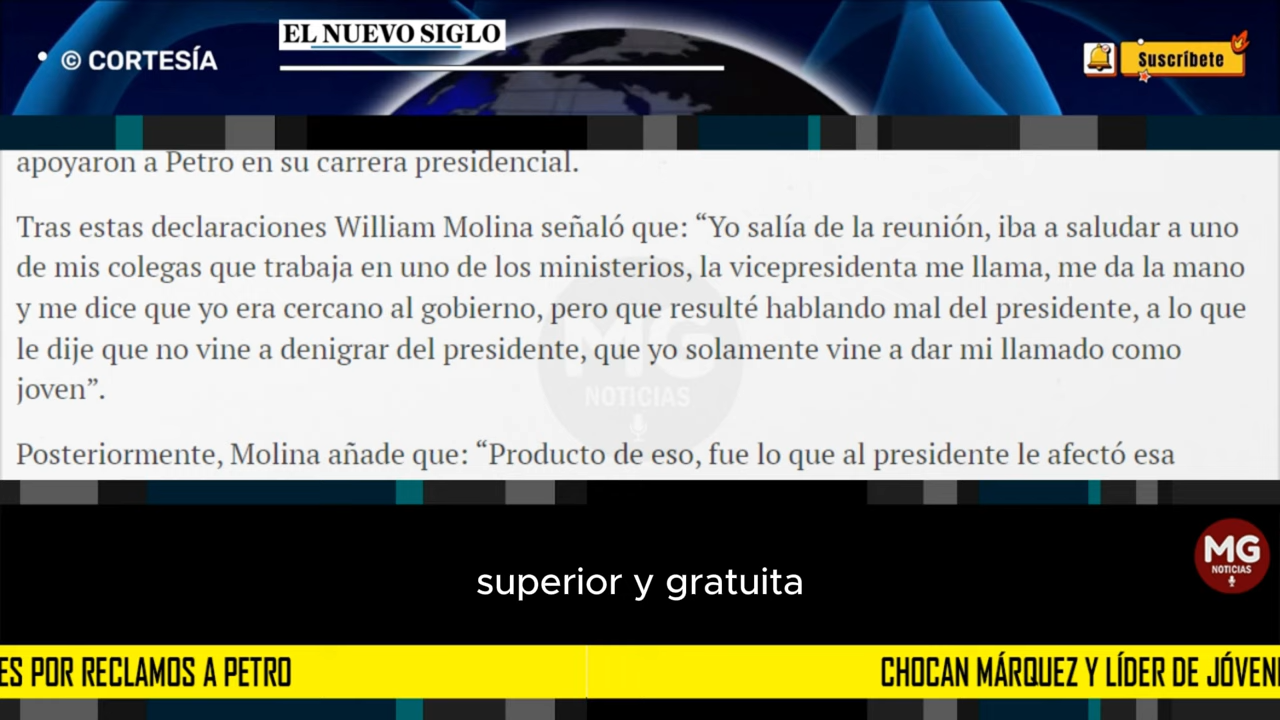 EL NUEVO SIGLO
• © CORTESÍA
Suscríbete
apoyaron a Petro en su carrera presidencial.
Tras estas declaraciones William Molina señaló que: “Yo salía de la reunión, iba a saludar a uno
de mis colegas que trabaja en uno de los ministerios, la vicepresidenta me llama, me da la mano
y me dice que yo era cercano al gobierno, pero que resulté hablando mal del presidente, a lo que
le dije que no vine a denigrar del presidente, que yo solamente vine a dar mi llamado como
joven”.
MG
NOTICIAS
Posteriormente, Molina añade que: “Producto de eso, fue lo que al presidente le afectó esa
MG
NOTICIAS
superior y gratuita
ES POR RECLAMOS A PETRO
CHOCAN MÁRQUEZ Y LÍDER DE JÓVEN